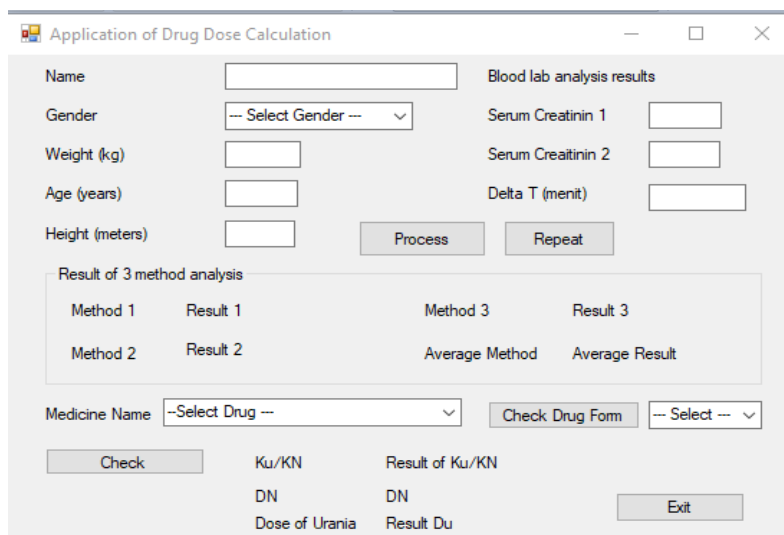 Application of Drug Dose Calculation
Name
Blood lab analysis results
Gender
--- Select Gender ---
Serum Creatinin 1
Weight (kg)
Serum Creaitinin 2
Age (years)
Delta T (menit)
Height (meters)
Process
Repeat
Result of 3 method analysis
Method 1 Result 1 Method 3 Result 3
Method 2 Result 2 Average Method Average Result
Medicine Name --Select Drug --- Check Drug Form --- Select ---
Check Ku/KN Result of Ku/KN
DN DN
Exit
Dose of Urania Result Du